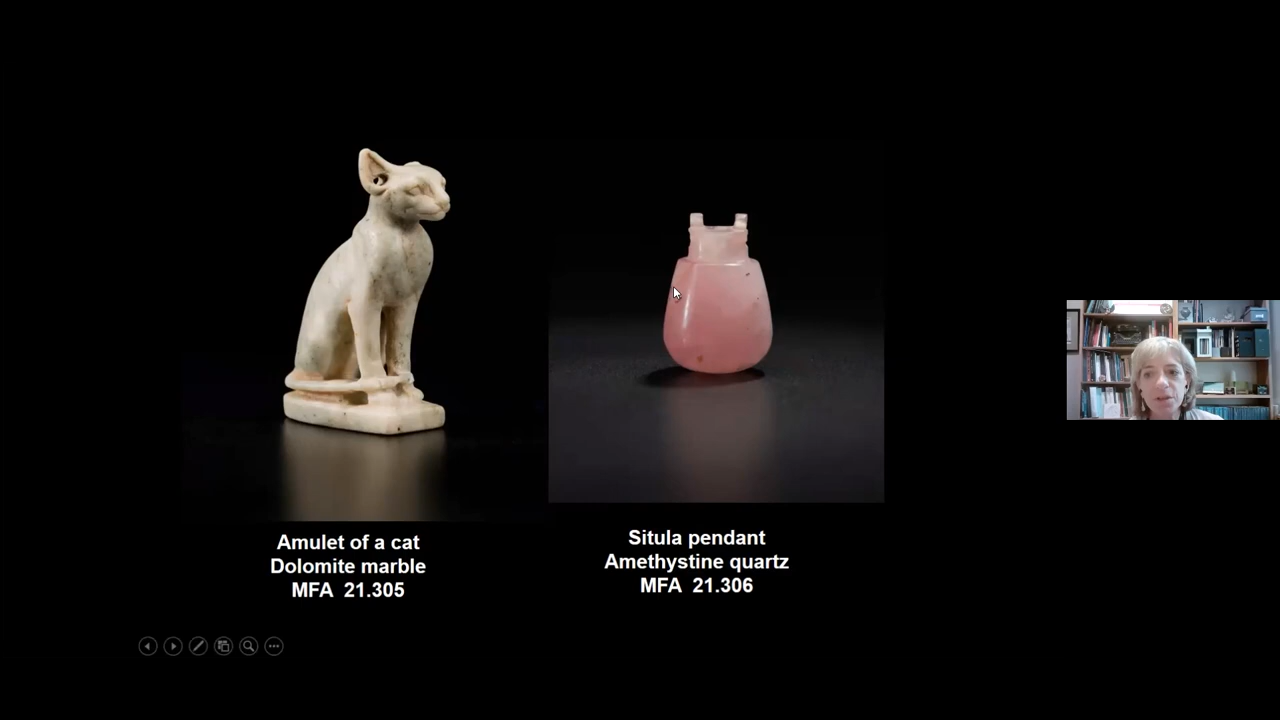 Amulet of a cat
Dolomite marble
MFA 21.305
Situla pendant
Amethystine quartz
MFA 21.306